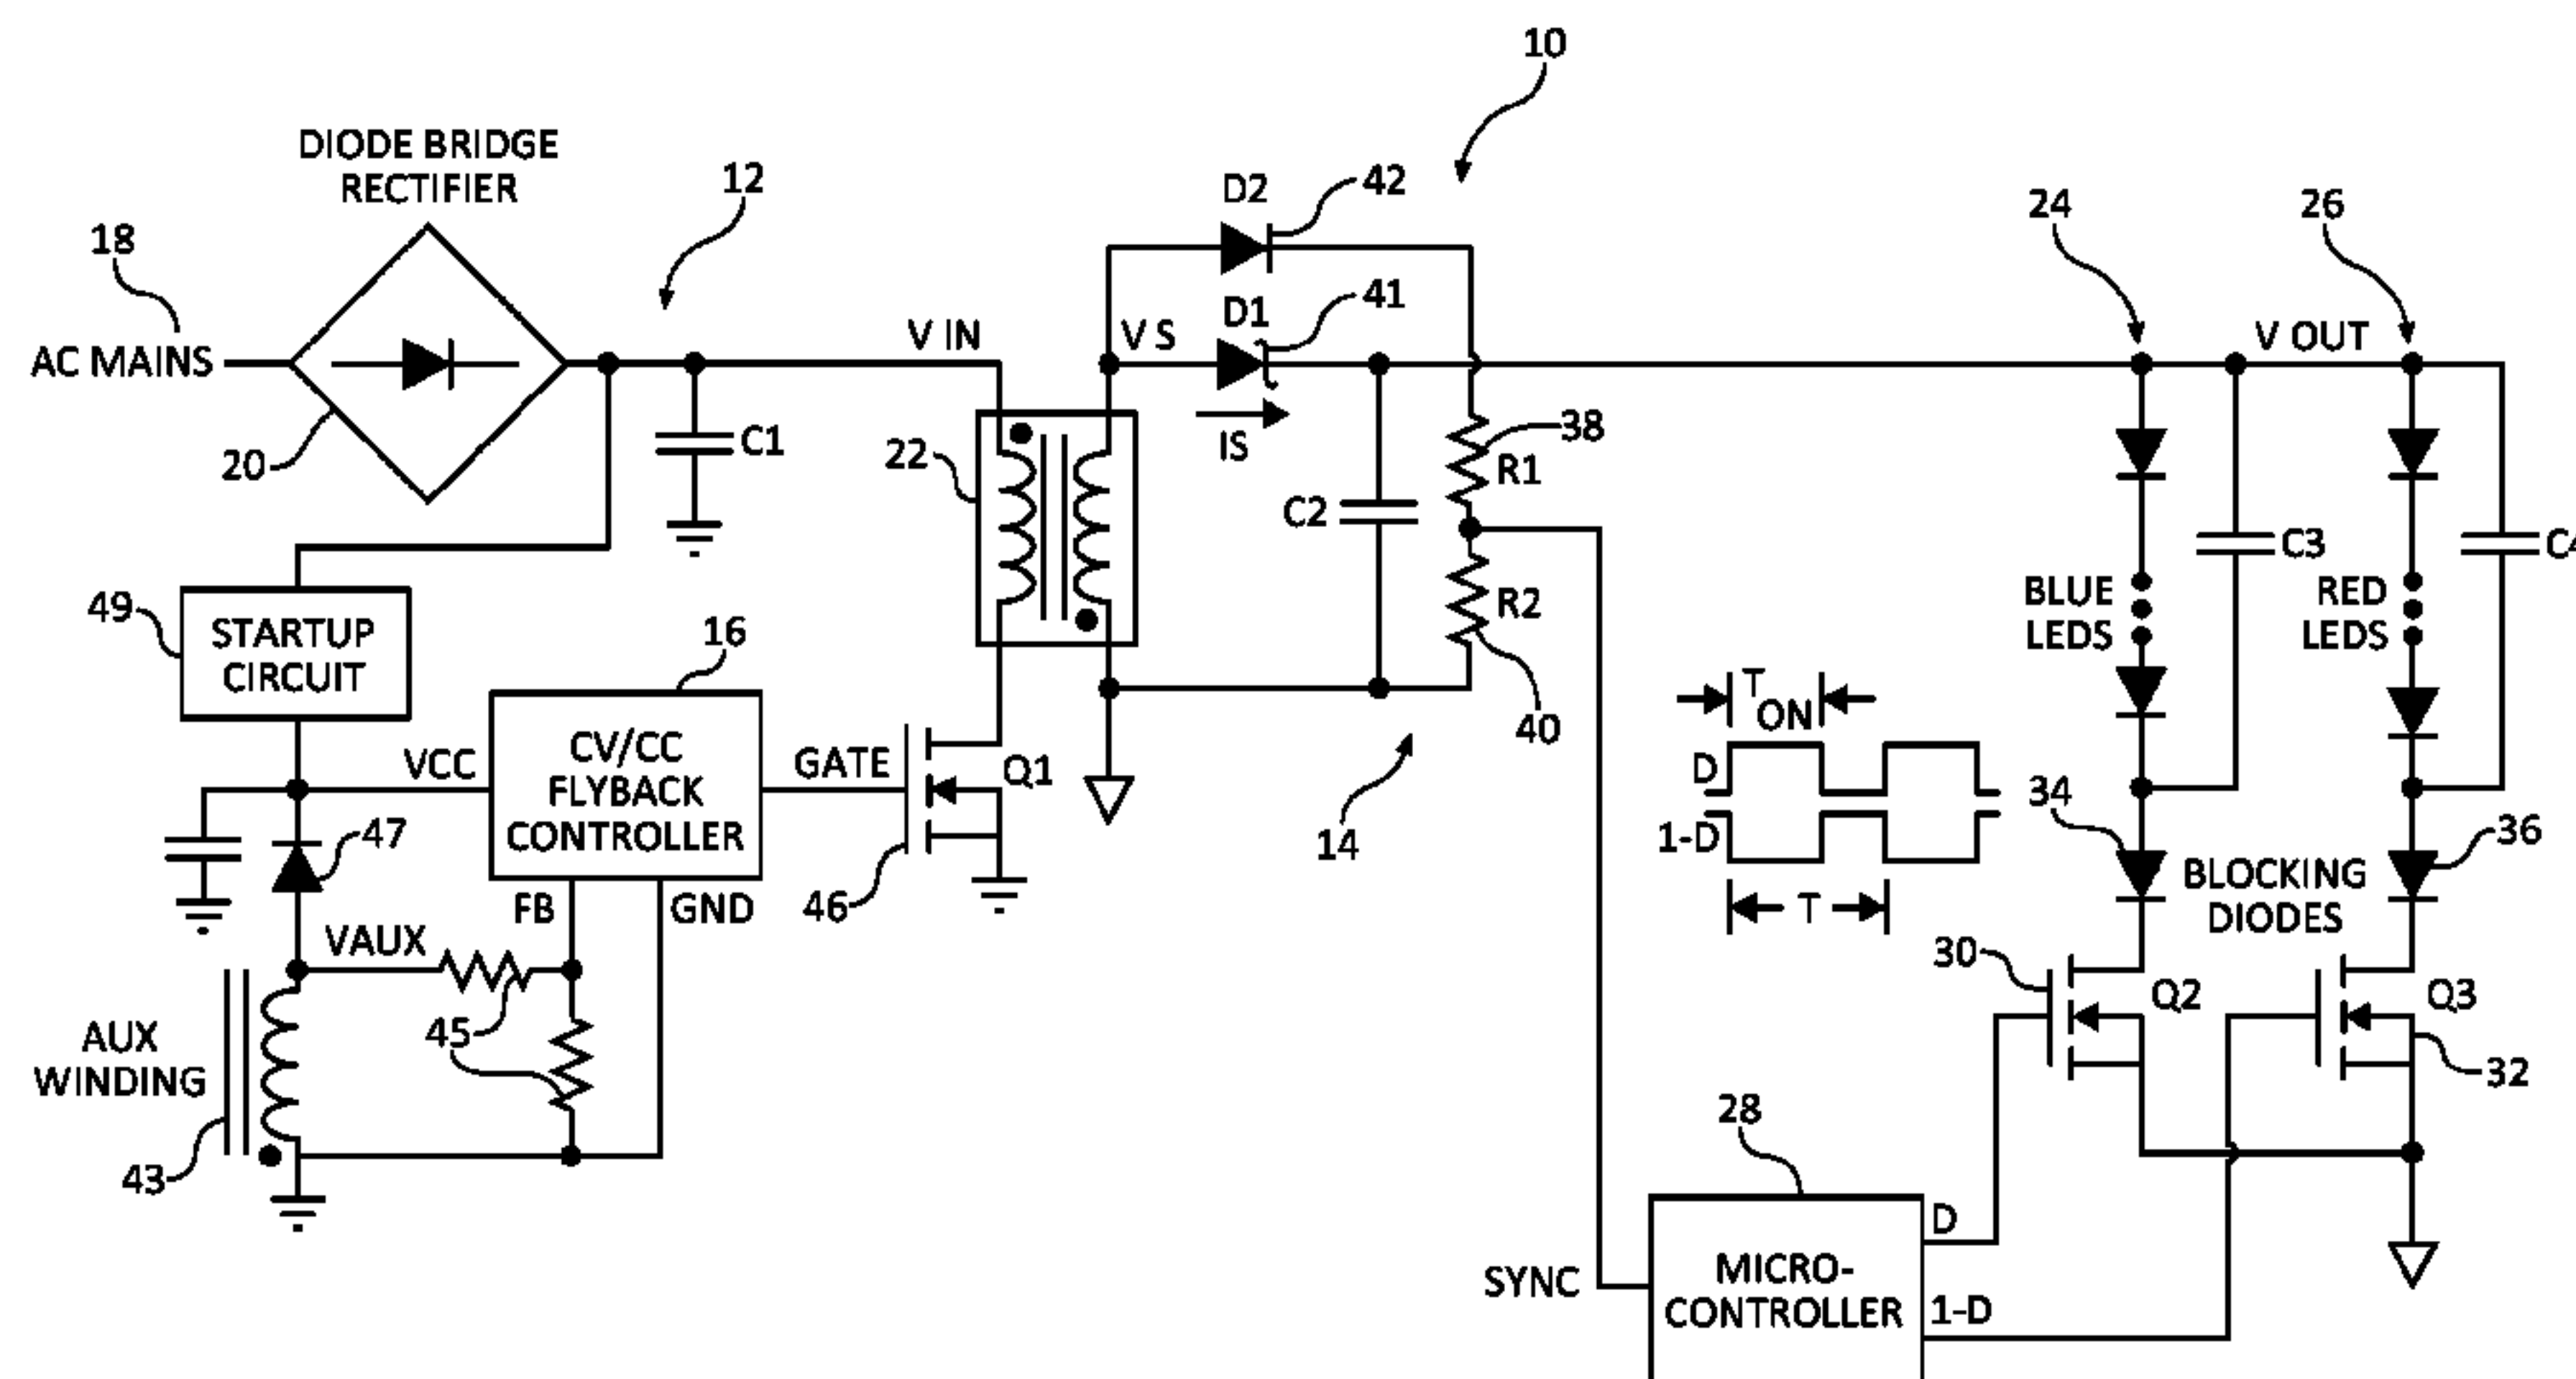 10
DIODE BRIDGE
RECTIFIER
12
D2
42
24
26
18
D1
41
V IN
V S
V OUT
AC MAINS
20
C1
22
IS
38
R1
C2
C3
C4
49
STARTUP
CIRCUIT
16
R2
BLUE
LEDS
RED
LEDS
40
T ON
VCC
CV/CC
FLYBACK
CONTROLLER
GATE
Q1
D
34
47
14
1-D
36
FB
GND
46
T
BLOCKING
DIODES
VAUX
30
Q2
Q3
AUX
WINDING
45
32
43
28
D
SYNC
MICRO-
CONTROLLER
1-D